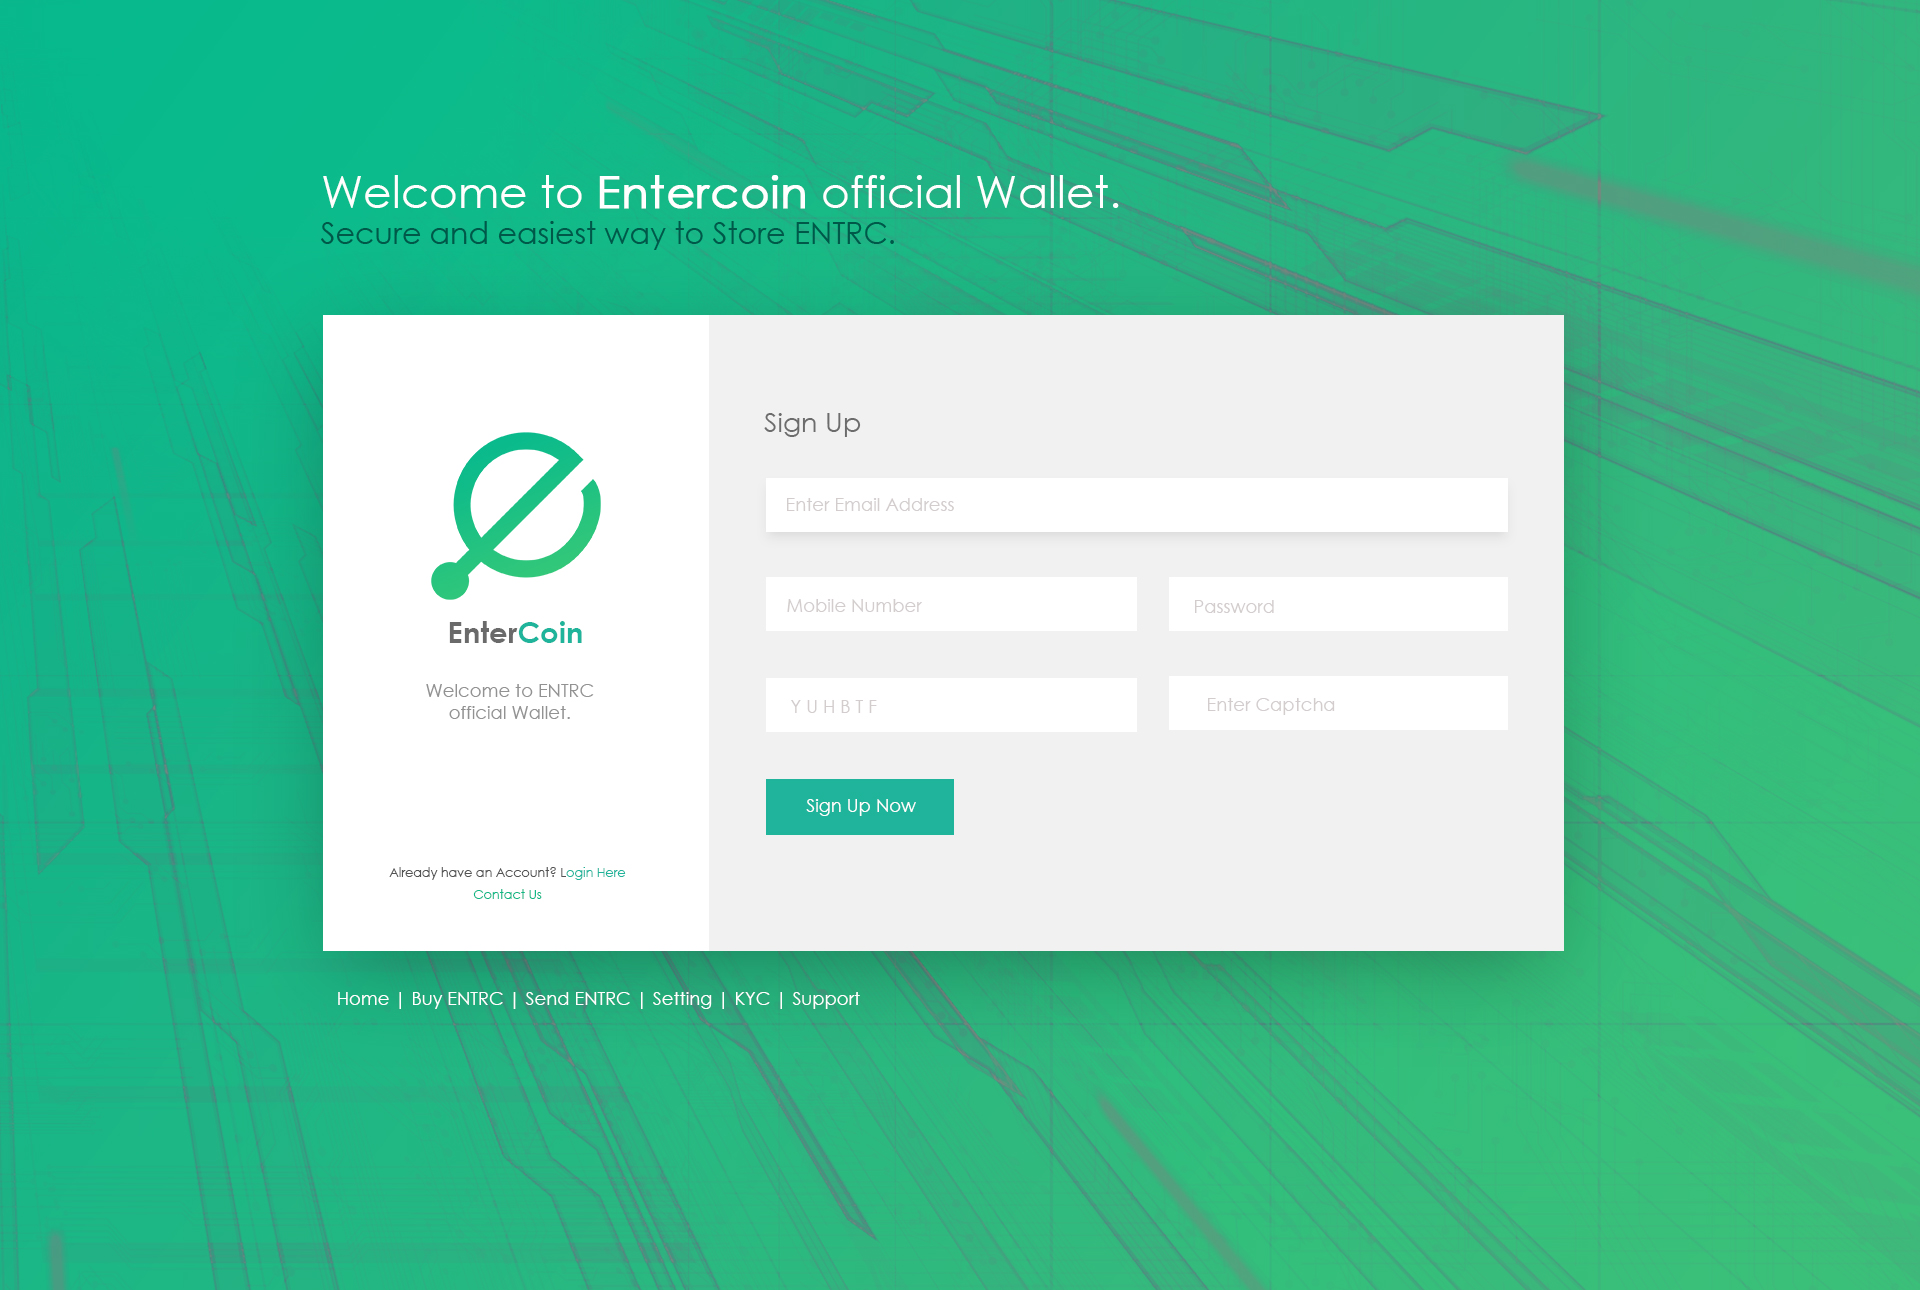 Welcome to Entercoin official Wallet.
Secure and easiest way to Store ENTRC.
EnterCoin
Welcome to ENTRC
official Wallet.
Already have an Account? Login Here
Contact Us
Sign Up
Enter Email Address
Mobile Number
Password
Y U H B T F
Enter Captcha
Sign Up Now
Home | Buy ENTRC | Send ENTRC | Setting | KYC | Support